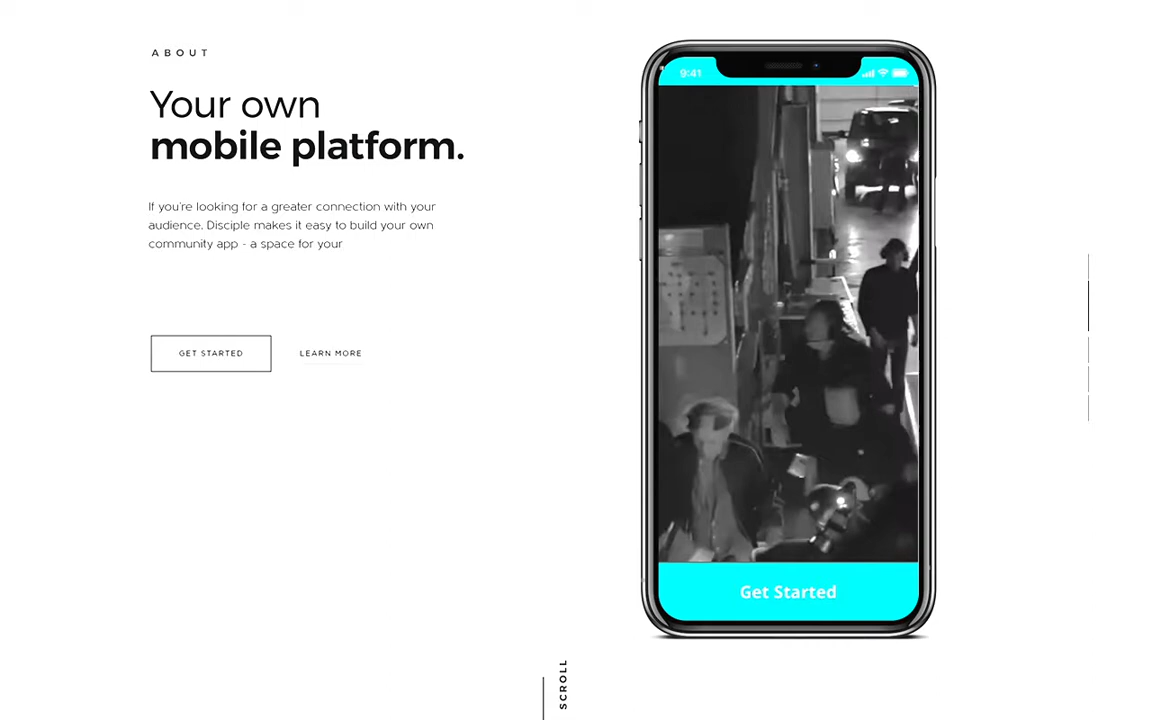 ABOUT
Your own
mobile platform.
If you're looking for a greater connection with your
audience. Disciple makes it easy to build your own
community app - a space for your
GET STARTED
LEARN MORE
9:41
Get Started
SCROLL